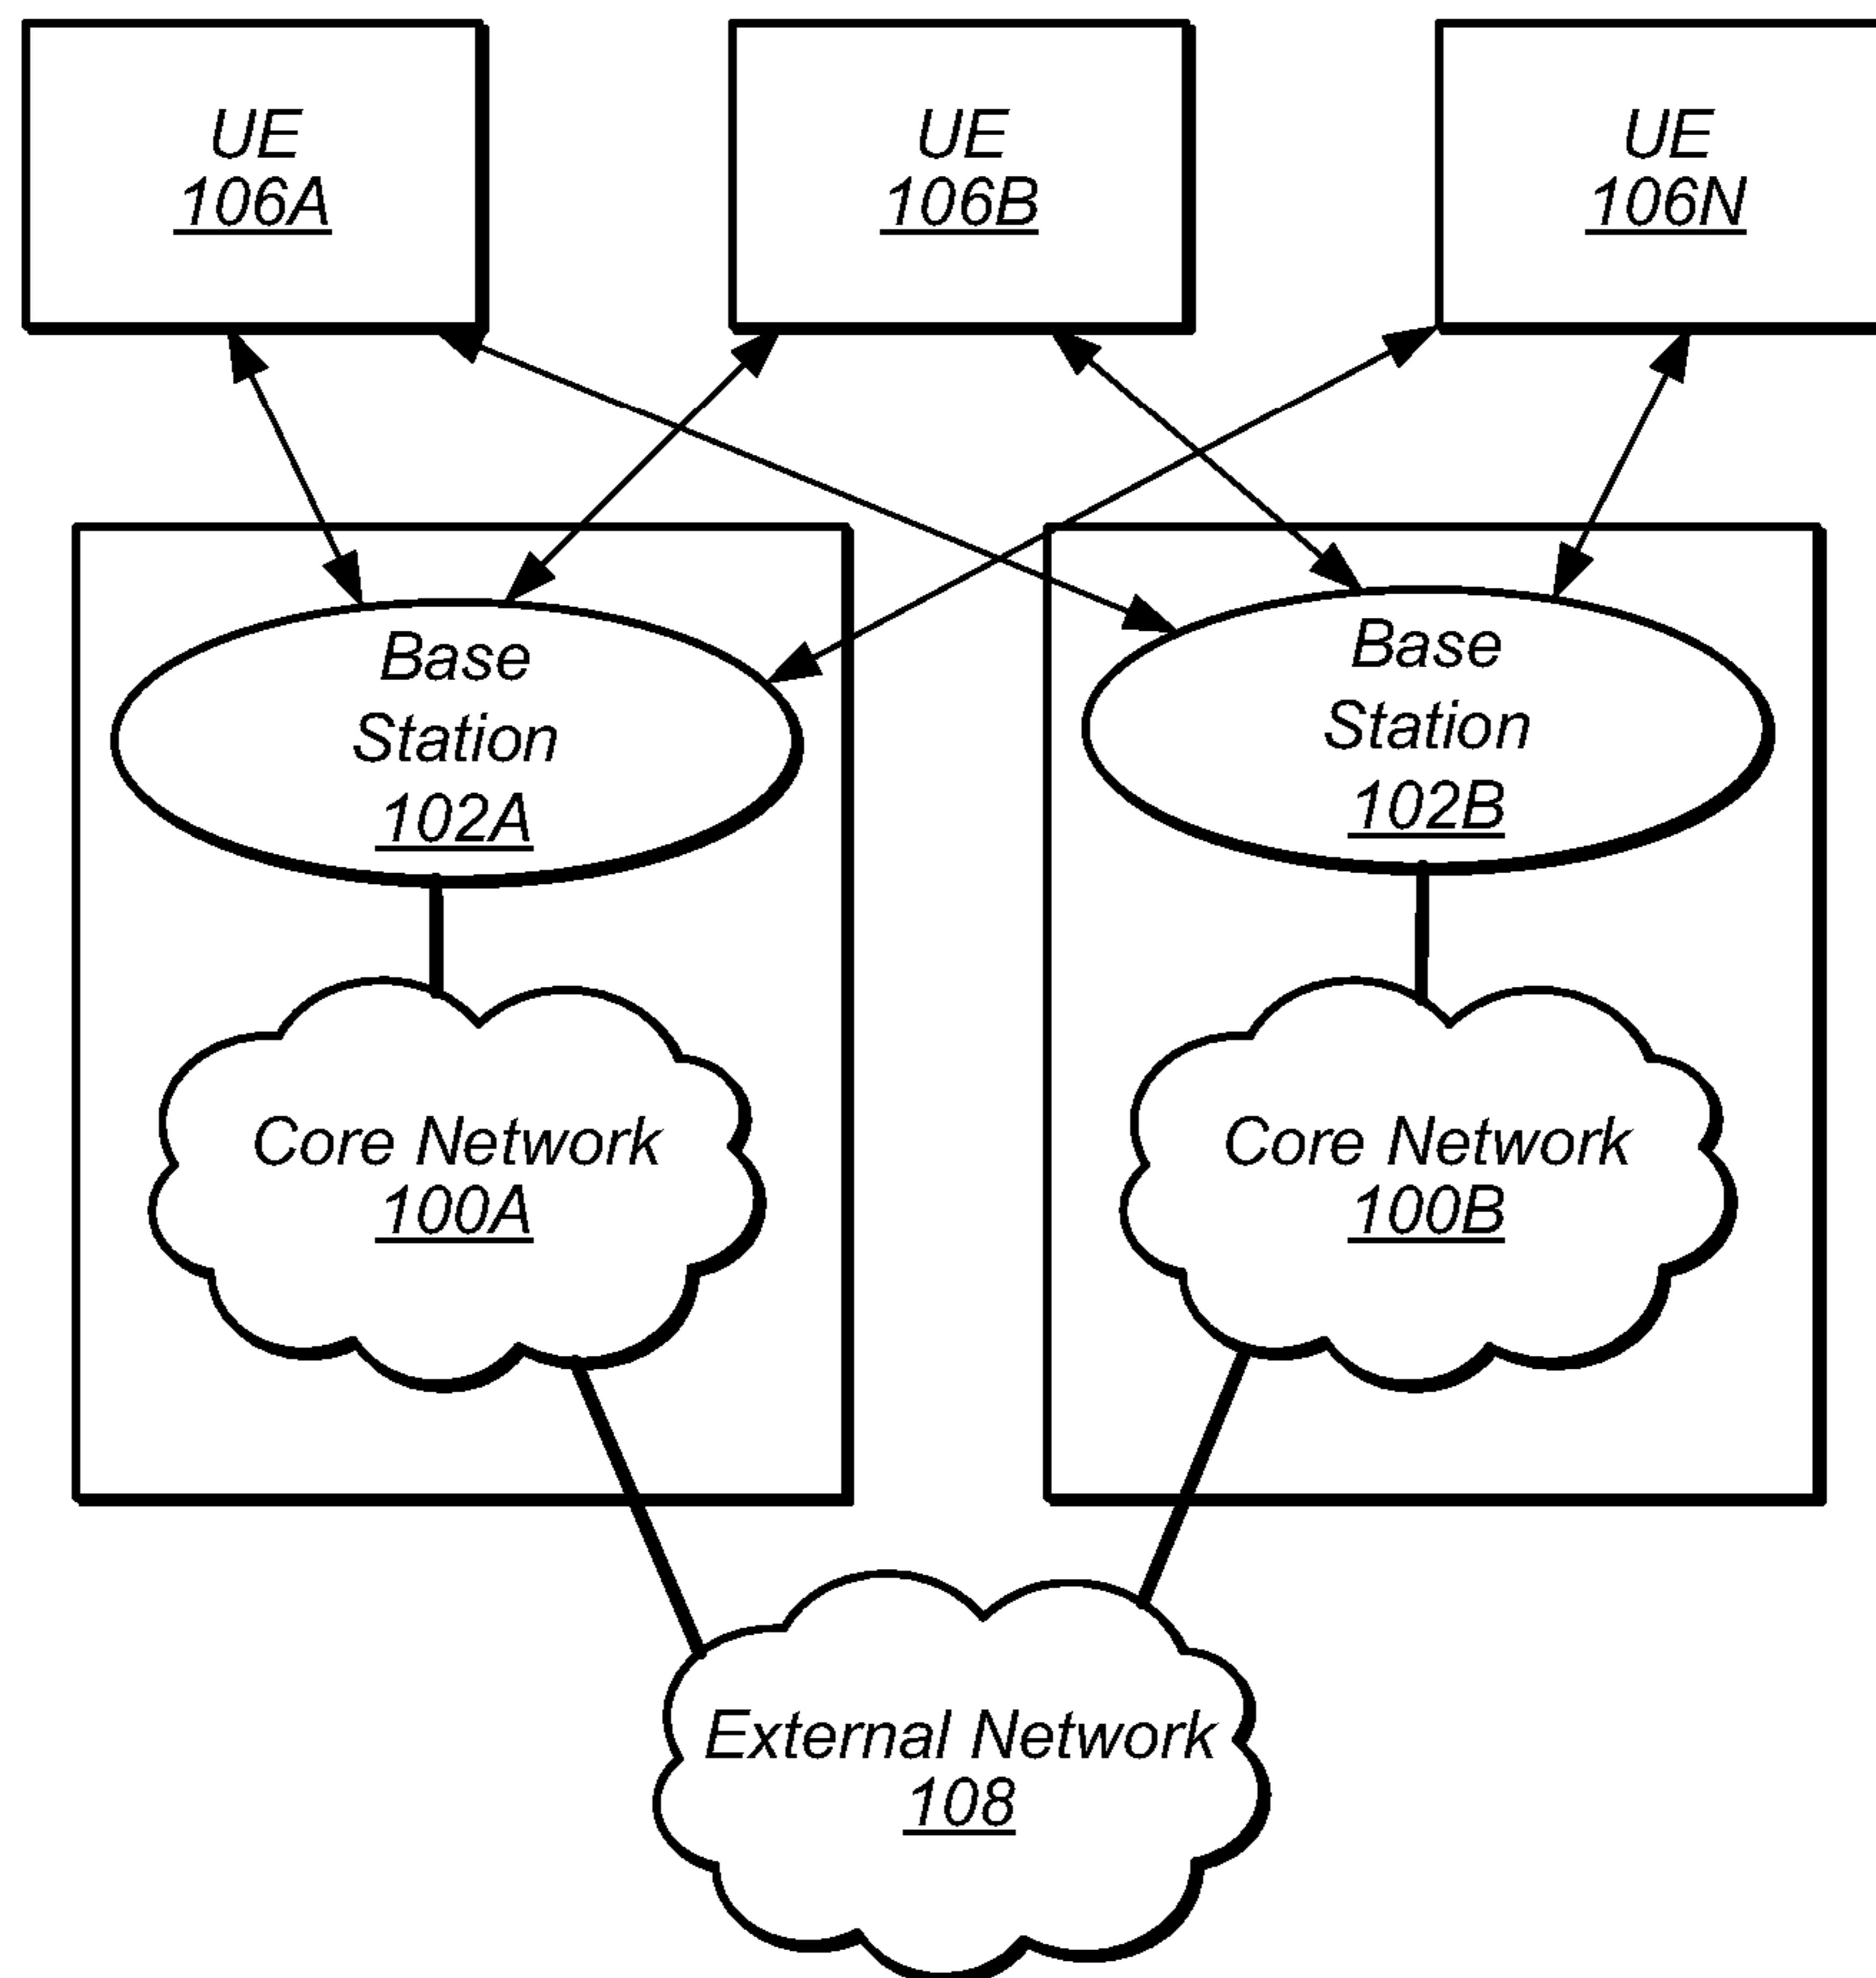 UE
106A
UE
106B
UE
106N
Base
Station
102A
Base
Station
102B
Core Network
100A
Core Network
100B
External Network
108